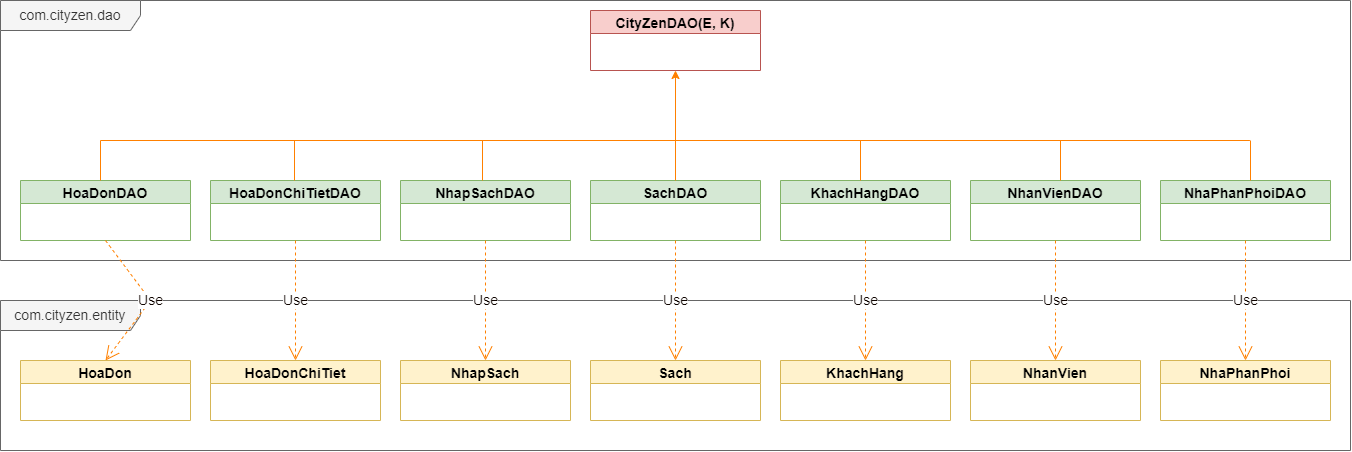 com.cityzen.dao
CityZenDAO(E, K)
HoaDonDAO
HoaDonChiTietDAO
NhapSachDAO
SachDAO
KhachHangDAO
NhanVienDAO
NhaPhanPhoiDAO
Use
Use
Use
Use
Use
Use
Use
com.cityzen.entity
HoaDon
HoaDonChiTiet
NhapSach
Sach
KhachHang
NhanVien
NhaPhanPhoi